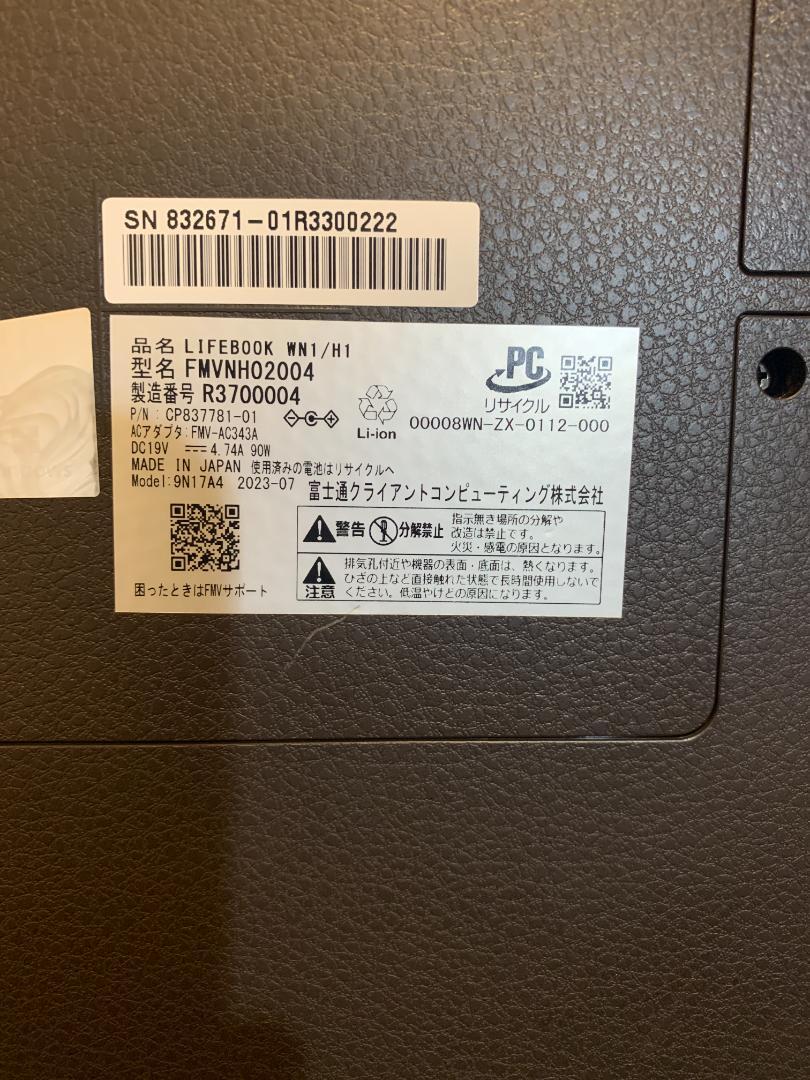 SN 832671-01R3300222
品名 LIFEBOOK WN1/H1
型名 FMVNH02004
製造番号 R3700004
P/N : CP837781-01
ACアダプタ:FMV-AC343A
DC19V 4.74A 90W
MADE IN JAPAN 使用済みの電池はリサイクルへ
Model:9N17A4 2023-07 富士通クライアントコンピューティング株式会社
Li-ion
PC
リサイクル
00008WN-ZX-0112-000
警告 分解禁止
指示無き場所の分解や
改造は禁止です。
火災・感電の原因となります。
注意
排気孔付近や機器の表面・底面は、熱くなります。
ひざの上など直接触れた状態で長時間使用しないで
ください。低温やけどの原因になります。
困ったときはFMVサポート